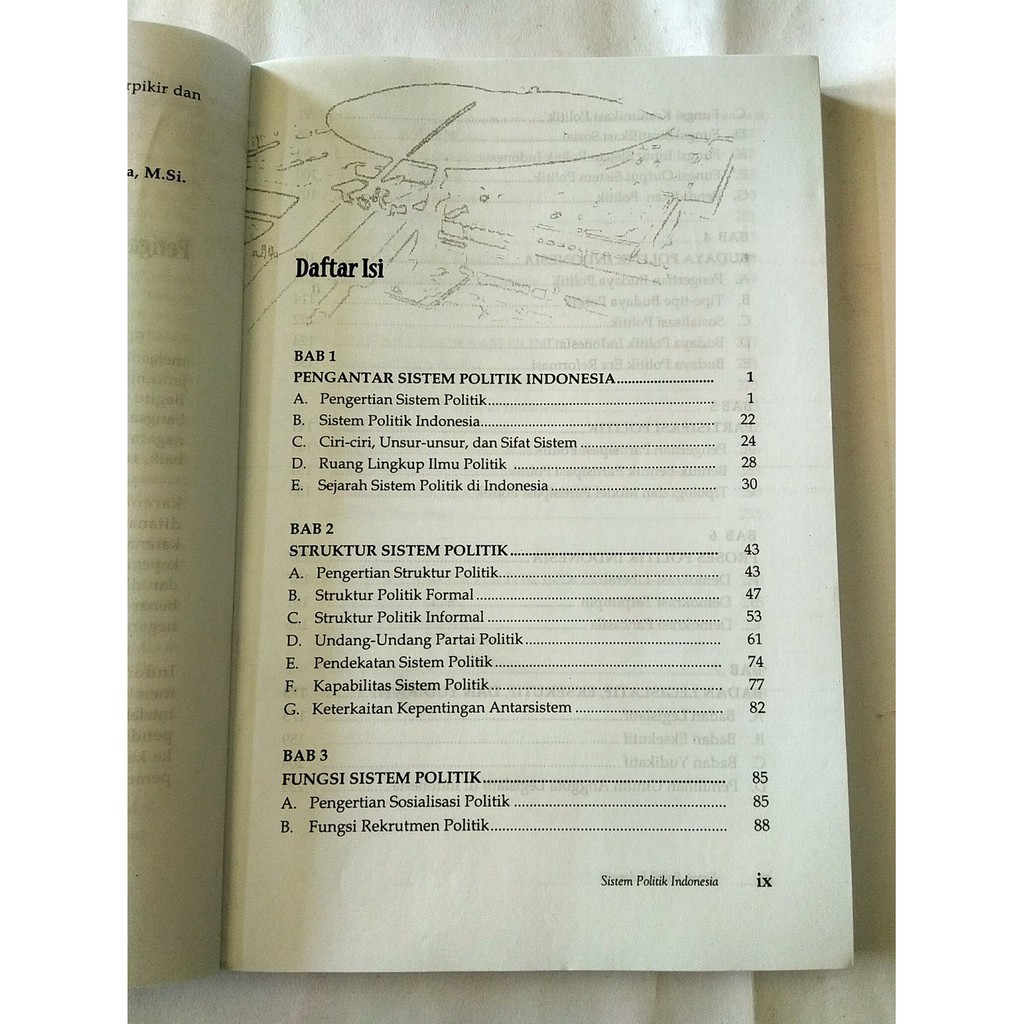 rpikir dan
a, M.Si.
Daftar Isi
BAB 1
PENGANTAR SISTEM POLITIK INDONESIA.......................... 1
A. Pengertian Sistem Politik............................................................. 1
B. Sistem Politik Indonesia............................................................... 22
C. Ciri-ciri, Unsur-unsur, dan Sifat Sistem .................................... 24
D. Ruang Lingkup Ilmu Politik ...................................................... 28
E. Sejarah Sistem Politik di Indonesia............................................ 30
BAB 2
STRUKTUR SISTEM POLITIK........................................................ 43
A. Pengertian Struktur Politik.......................................................... 43
B. Struktur Politik Formal................................................................. 47
C. Struktur Politik Informal .............................................................. 53
D. Undang-Undang Partai Politik.................................................... 61
E. Pendekatan Sistem Politik............................................................ 74
F. Kapabilitas Sistem Politik............................................................. 77
G. Keterkaitan Kepentingan Antarsistem ....................................... 82
BAB 3
FUNGSI SISTEM POLITIK................................................................ 85
A. Pengertian Sosialisasi Politik ........................................................ 85
B. Fungsi Rekrutmen Politik............................................................... 88
Sistem Politik Indonesia ix